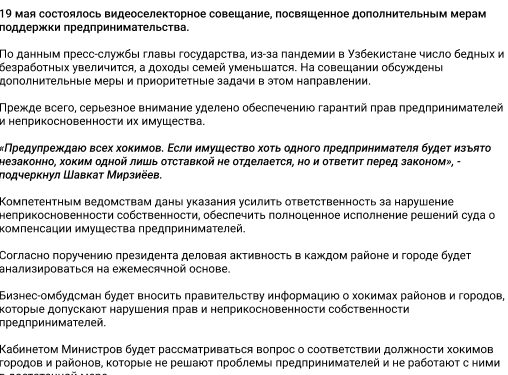 19 мая состоялось видеоселекторное совещание, посвященное дополнительным мерам
поддержки предпринимательства.
По данным пресс-службы главы государства, из-за пандемии в Узбекистане число бедных и
безработных увеличится, а доходы семей уменьшатся. На совещании обсуждены
дополнительные меры и приоритетные задачи в этом направлении.
Прежде всего, серьезное внимание уделено обеспечению гарантий прав предпринимателей
и неприкосновенности их имущества.
«Предупреждаю всех хокимов. Если имущество хоть одного предпринимателя будет изъято
незаконно, хоким одной лишь отставкой не отделается, но и ответит перед законом», -
подчеркнул Шавкат Мирзиёев.
Компетентным ведомствам даны указания усилить ответственность за нарушение
неприкосновенности собственности, обеспечить полноценное исполнение решений суда о
компенсации имущества предпринимателей.
Согласно поручению президента деловая активность в каждом районе и городе будет
анализироваться на ежемесячной основе.
Бизнес-омбудсман будет вносить правительству информацию о хокимах районов и городов,
которые допускают нарушения прав и неприкосновенности собственности
предпринимателей.
Кабинетом Министров будет рассматриваться вопрос о соответствии должности хокимов
городов и районов, которые не решают проблемы предпринимателей и не работают с ними